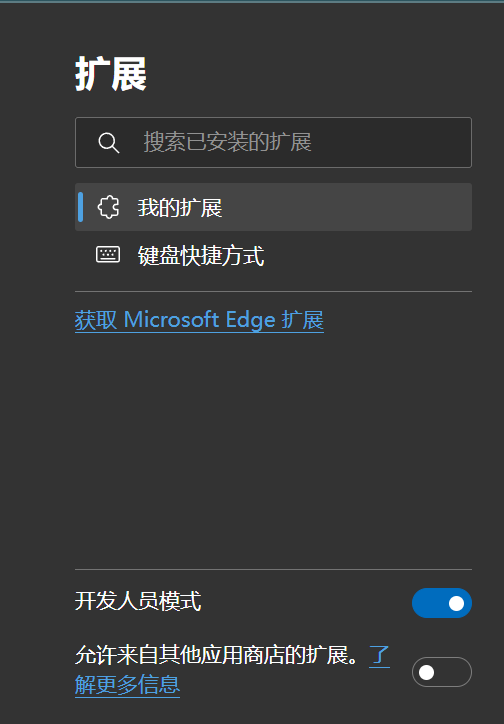 扩展
搜索已安装的扩展
我的扩展
键盘快捷方式
获取 Microsoft Edge 扩展
开发人员模式
允许来自其他应用商店的扩展。了
解更多信息